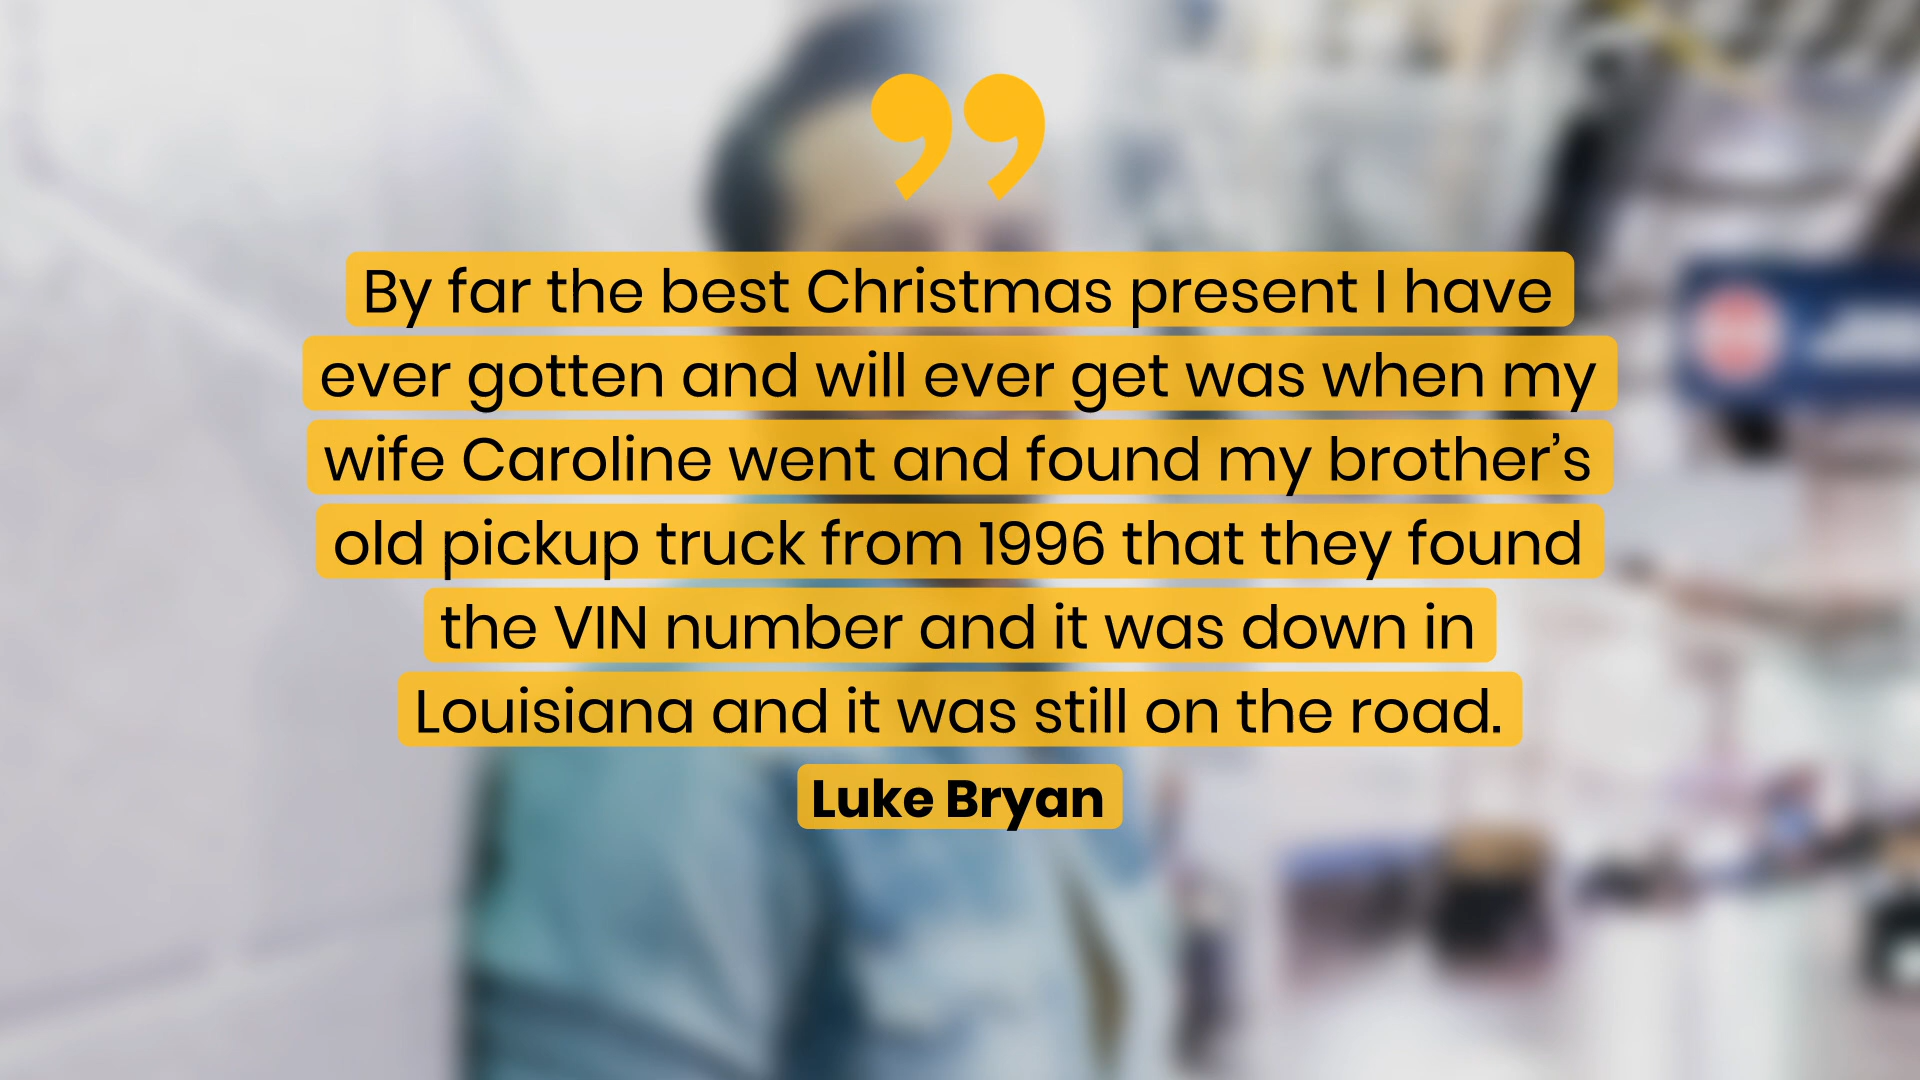 ”
By far the best Christmas present I have
ever gotten and will ever get was when my
wife Caroline went and found my brother’s
old pickup truck from 1996 that they found
the VIN number and it was down in
Louisiana and it was still on the road.
Luke Bryan